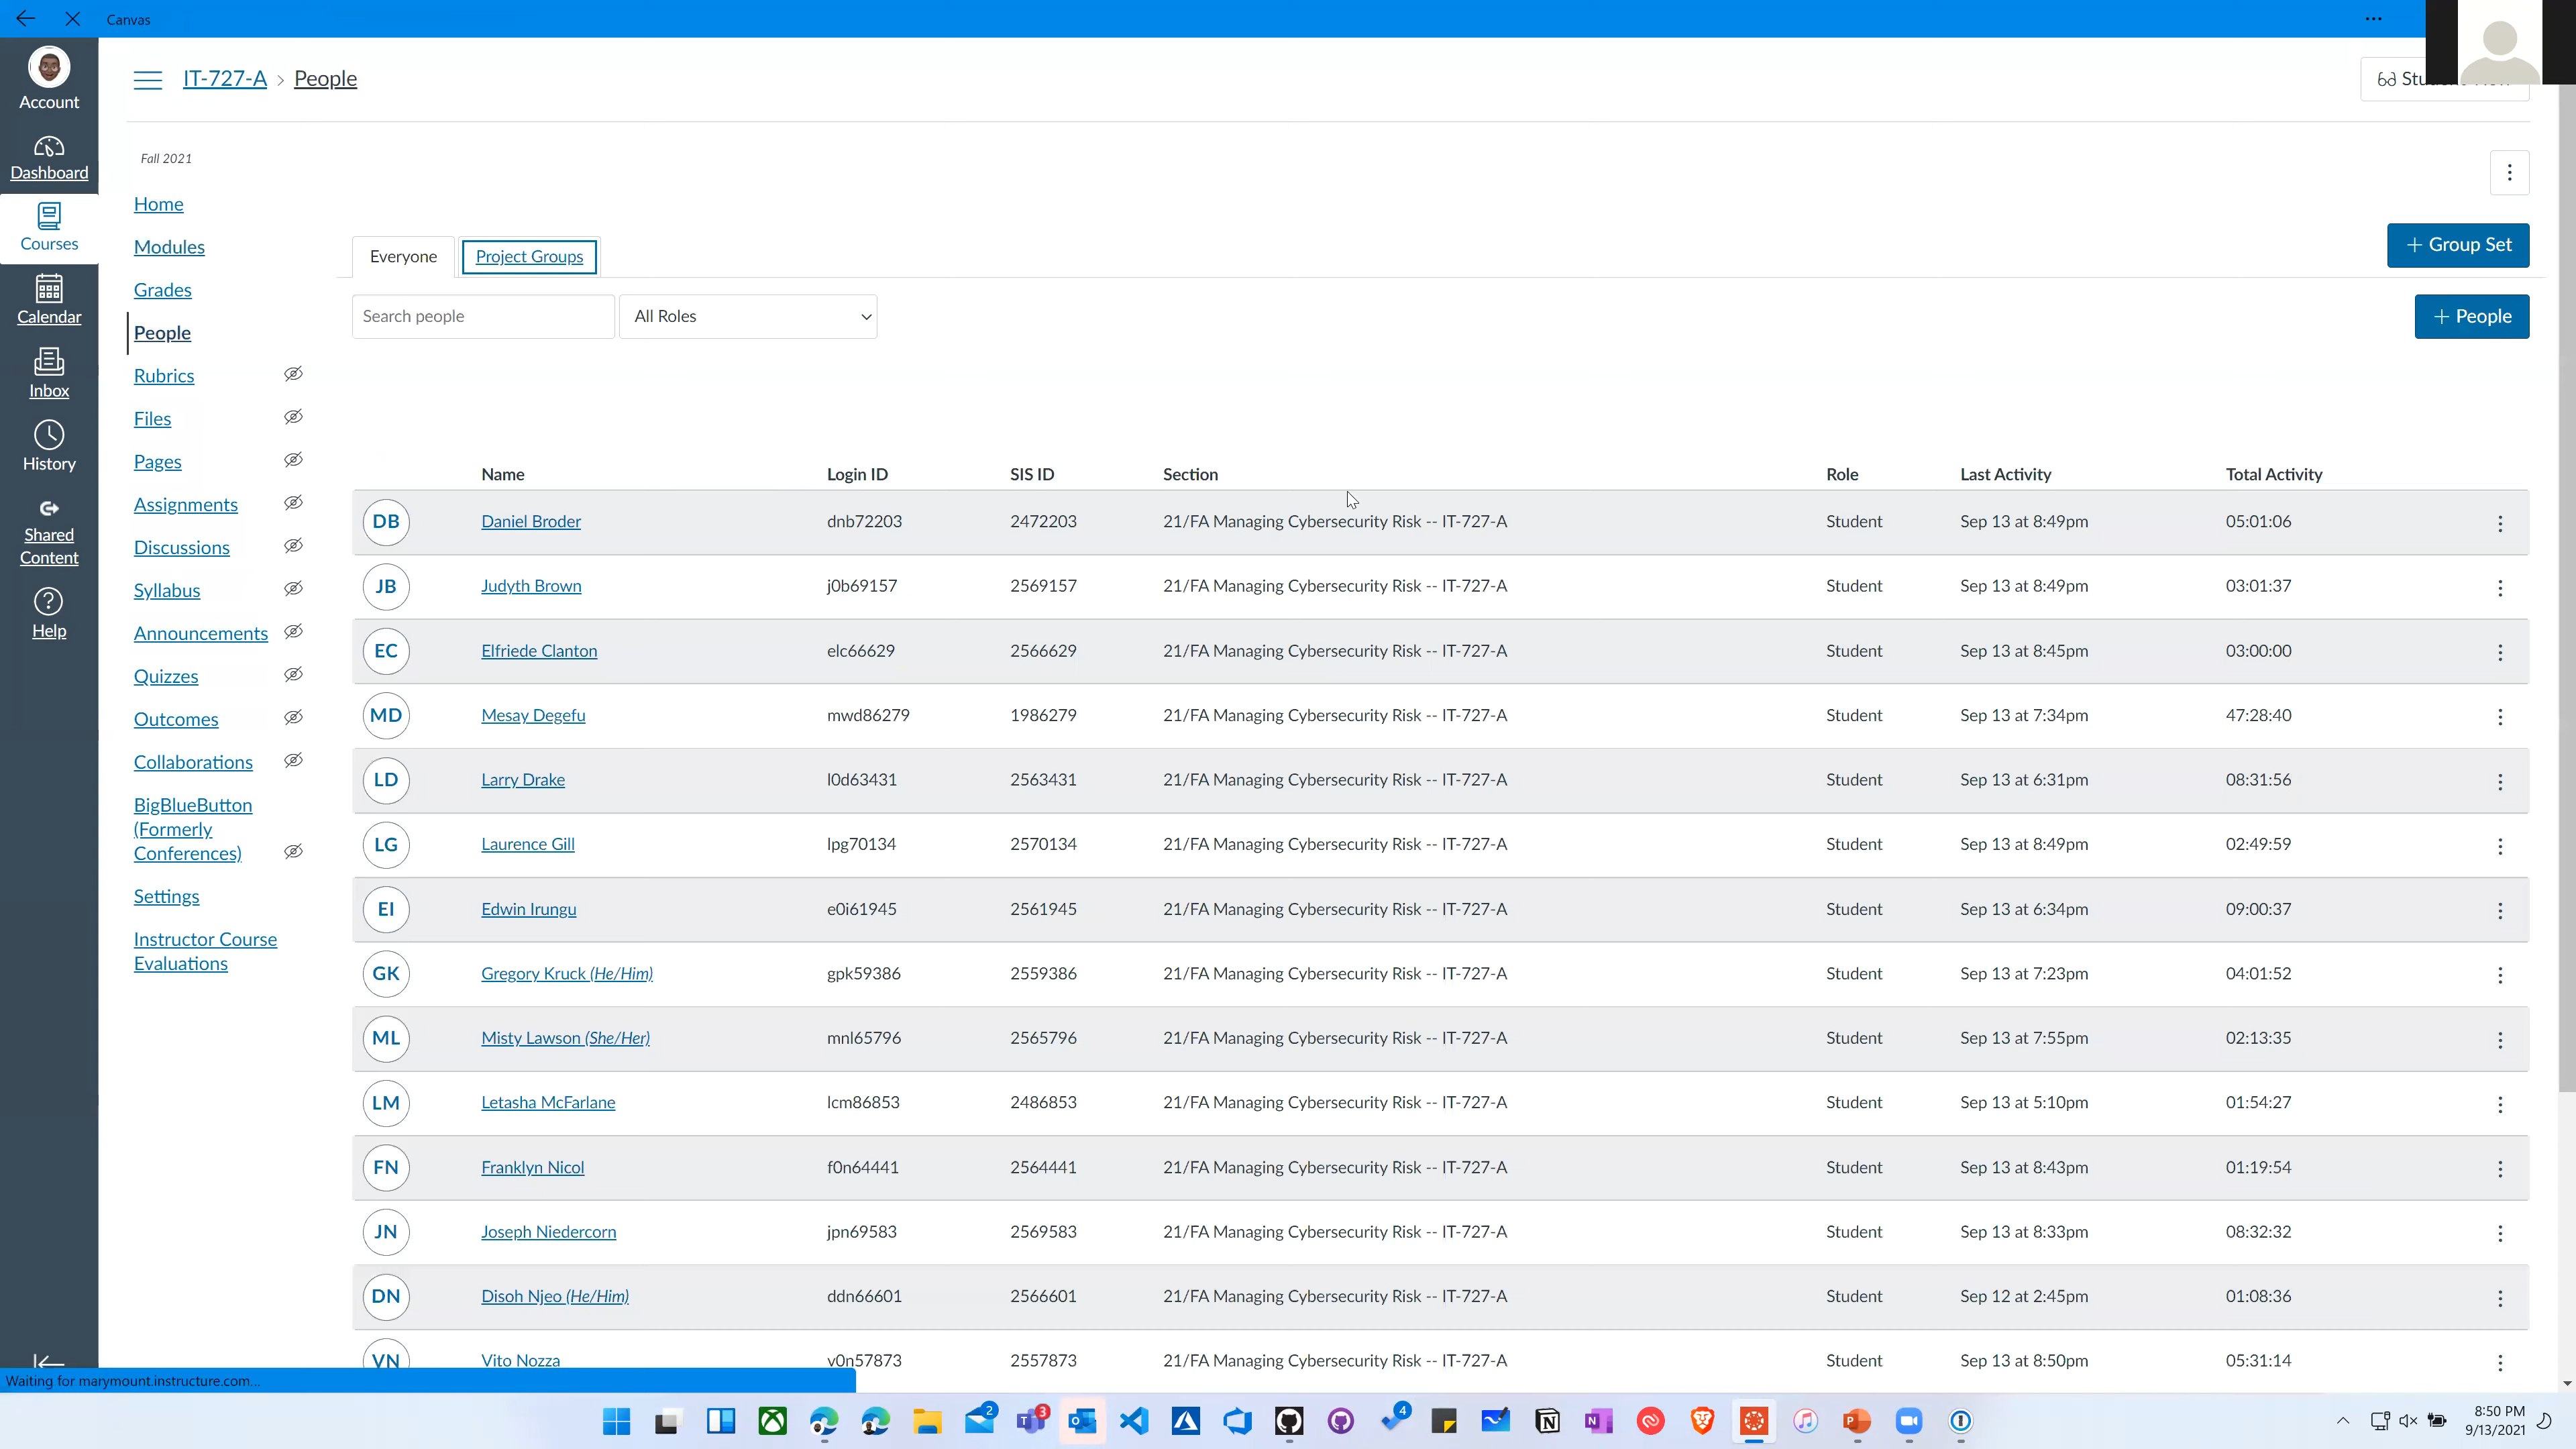 Canvas
IT-727-A > People
Account
Dashboard
Courses
Calendar
Inbox
History
Shared
Content
Help
Fall 2021
Home
Modules
Grades
People
Rubrics
Files
Pages
Assignments
Discussions
Syllabus
Announcements
Quizzes
Outcomes
Collaborations
BigBlueButton
(Formerly
Conferences)
Settings
Instructor Course
Evaluations
Everyone Project Groups
+ Group Set
Search people All Roles
+ People
Name Login ID SIS ID Section Role Last Activity Total Activity
DB Daniel Broder dnb72203 2472203 21/FA Managing Cybersecurity Risk -- IT-727-A Student Sep 13 at 8:49pm 05:01:06
JB Judyth Brown j0b69157 2569157 21/FA Managing Cybersecurity Risk -- IT-727-A Student Sep 13 at 8:49pm 03:01:37
EC Elfriede Clanton elc66629 2566629 21/FA Managing Cybersecurity Risk -- IT-727-A Student Sep 13 at 8:45pm 03:00:00
MD Mesay Degefu mwd86279 1986279 21/FA Managing Cybersecurity Risk -- IT-727-A Student Sep 13 at 7:34pm 47:28:40
LD Larry Drake l0d63431 2563431 21/FA Managing Cybersecurity Risk -- IT-727-A Student Sep 13 at 6:31pm 08:31:56
LG Laurence Gill lpg70134 2570134 21/FA Managing Cybersecurity Risk -- IT-727-A Student Sep 13 at 8:49pm 02:49:59
EI Edwin Irungu e0i61945 2561945 21/FA Managing Cybersecurity Risk -- IT-727-A Student Sep 13 at 6:34pm 09:00:37
GK Gregory Kruck (He/Him) gpk59386 2559386 21/FA Managing Cybersecurity Risk -- IT-727-A Student Sep 13 at 7:23pm 04:01:52
ML Misty Lawson (She/Her) mnl65796 2565796 21/FA Managing Cybersecurity Risk -- IT-727-A Student Sep 13 at 7:55pm 02:13:35
LM Letasha McFarlane lcm86853 2486853 21/FA Managing Cybersecurity Risk -- IT-727-A Student Sep 13 at 5:10pm 01:54:27
FN Franklyn Nicol f0n64441 2564441 21/FA Managing Cybersecurity Risk -- IT-727-A Student Sep 13 at 8:43pm 01:19:54
JN Joseph Niedercorn jpn69583 2569583 21/FA Managing Cybersecurity Risk -- IT-727-A Student Sep 13 at 8:33pm 08:32:32
DN Disoh Njeo (He/Him) ddn66601 2566601 21/FA Managing Cybersecurity Risk -- IT-727-A Student Sep 12 at 2:45pm 01:08:36
VN Vito Nozza v0n57873 2557873 21/FA Managing Cybersecurity Risk -- IT-727-A Student Sep 13 at 8:50pm 05:31:14
Waiting for marymount.instructure.com...
2 3 4
8:50 PM
9/13/2021